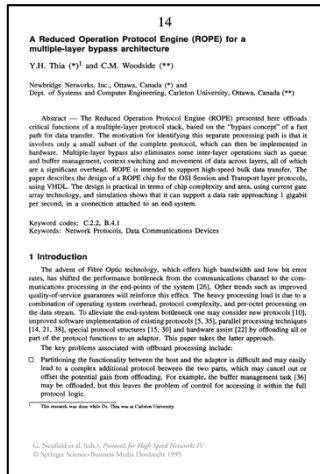 14
A Reduced Operation Protocol Engine (ROPE) for a
multiple-layer bypass architecture
Y.H. Thia (*)¹ and C.M. Woodside (**)
Newbridge Networks, Inc., Ottawa, Canada (*) and
Dept. of Systems and Computer Engineering, Carleton University, Ottawa, Canada (**)
Abstract — The Reduced Operation Protocol Engine (ROPE) presented here offloads
critical functions of a multiple-layer protocol stack, based on the "bypass concept" of a fast
path for data transfer. The motivation for identifying this separate processing path is that it
involves only a small subset of the complete protocol, which can then be implemented in
hardware. Multiple-layer bypass also eliminates some inter-layer operations such as queue
and buffer management, context switching and movement of data across layers, all of which
are a significant overhead. ROPE is intended to support high-speed bulk data transfer. The
paper describes the design of a ROPE chip for the OSI Session and Transport layer protocols,
using VHDL. The design is practical in terms of chip complexity and area, using current gate
array technology, and simulation shows that it can support a data rate approaching 1 gigabit
per second, in a connection attached to an end-system.
Keyword codes: C.2.2, B.4.1
Keywords: Network Protocols, Data Communications Devices
1 Introduction
The advent of Fibre Optic technology, which offers high bandwidth and low bit error
rates, has shifted the performance bottleneck from the communications channel to the com-
munications processing in the end-points of the system [26]. Other trends such as improved
quality-of-service guarantees will reinforce this effect. The heavy processing load is due to a
combination of operating system overhead, protocol complexity, and per-octet processing on
the data stream. To alleviate the end-system bottleneck one may consider new protocols [10],
improved software implementation of existing protocols [5, 35], parallel processing techniques
[14, 21, 38], special protocol structures [15, 30] and hardware assist [22] by offloading all or
part of the protocol functions to an adaptor. This paper takes the latter approach.
The key problems associated with offboard processing include:
□ Partitioning the functionality between the host and the adaptor is difficult and may easily
lead to a complex additional protocol between the two parts, which may cancel out or
offset the potential gain from offloading. For example, the buffer management task [36]
may be offloaded, but this leaves the problem of control for accessing it within the full
protocol logic.
¹ This research was done while Dr. Thia was at Carleton University
G. Neufield et al. (eds.), Protocols for High Speed Networks IV
© Springer Science+Business Media Dordrecht 1995